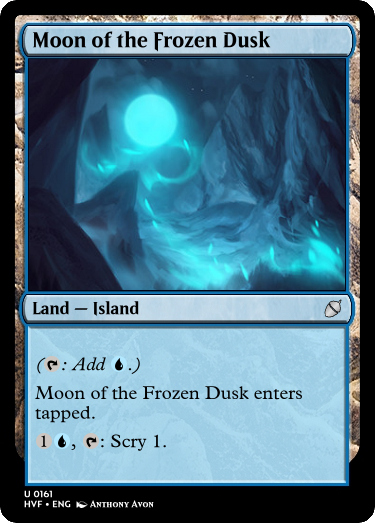 Moon of the Frozen Dusk
Land — Island
(: Add .)
Moon of the Frozen Dusk enters
tapped.
1 , : Scry 1.
U 0161
HVF • ENG Anthony Avon